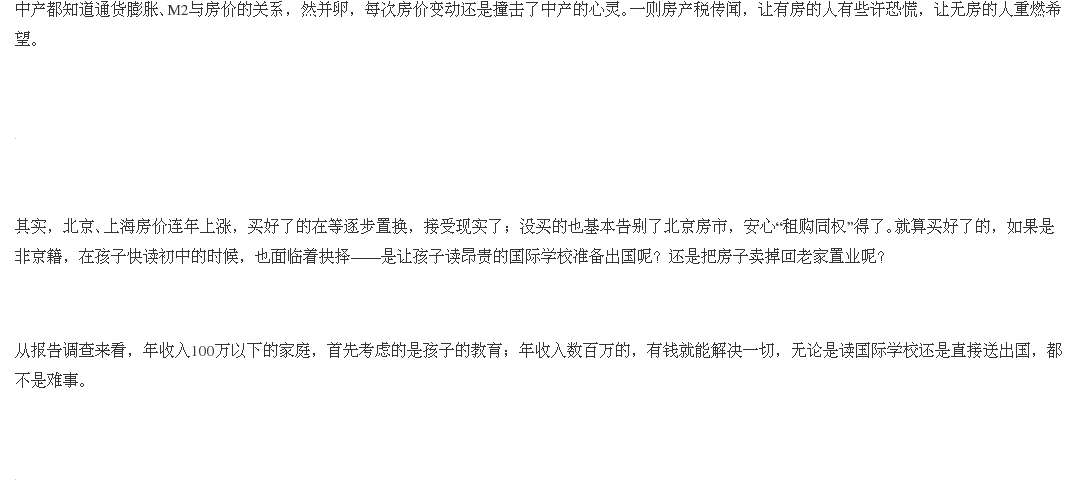 中产都知道通货膨胀、M2与房价的关系，然并卵，每次房价变动还是撞击了中产的心灵。一则房产税传闻，让有房的人有些许恐慌，让无房的人重燃希
望。
其实，北京、上海房价连年上涨，买好了的在等逐步置换，接受现实了；没买的也基本告别了北京房市，安心“租购同权”得了。就算买好了的，如果是
非京籍，在孩子快读初中的时候，也面临着抉择——是让孩子读昂贵的国际学校准备出国呢？还是把房子卖掉回老家置业呢？
从报告调查来看，年收入100万以下的家庭，首先考虑的是孩子的教育；年收入数百万的，有钱就能解决一切，无论是读国际学校还是直接送出国，都
不是难事。